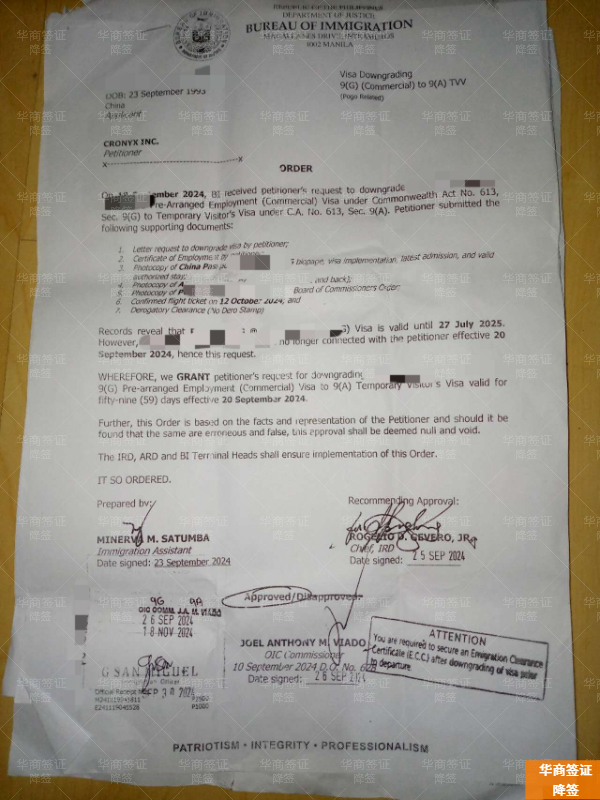 REPUBLIC OF THE PHILIPPINES
DEPARTMENT OF JUSTICE
BUREAU OF IMMIGRATION
MAGALLANES DRIVE, INTRAMUROS
1002 MANILA
Visa Downgrading
9(G) (Commercial) to 9(A) TVV
(Pogo Related)
DOB: 23 September 1993
China
Applicant
CRONYX INC.
Petitioner
x x
ORDER
On September 2024, BI received petitioner's request to downgrade
Pre-Arranged Employment (Commercial) Visa under Commonwealth Act No. 613,
Sec. 9(G) to Temporary Visitor's Visa under C.A. No. 613, Sec. 9(A). Petitioner submitted the
following supporting documents:
1. Letter request to downgrade visa by petitioner;
2. Certificate of Employment by
3. Photocopy of China biopage, visa implementation, latest admission, and valid
authorized stay;
4. Photocopy of and back);
5. Photocopy of Board of Commissioners Order
6. Confirmed flight ticket on 12 October 2024; and
7. Derogatory Clearance (No Dero Stamp)
Records reveal that Visa is valid until 27 July 2025.
However, no longer connected with the petitioner effective 20
September 2024, hence this request.
WHEREFORE, we GRANT petitioner's request for downgrading
9(G) Pre-arranged Employment (Commercial) Visa to 9(A) Temporary Visitor's Visa valid for
fifty-nine (59) days effective 20 September 2024.
Further, this Order is based on the facts and representation of the Petitioner and should it be
found that the same are erroneous and false, this approval shall be deemed null and void.
The IRD, ARD and BI Terminal Heads shall ensure implementation of this Order.
IT SO ORDERED.
Prepared by:
Recommending Approval:
MINERVA M. SATUMBA
Immigration Assistant
Date signed: 23 September 2024
ROGELIO D. GEVERO, JR.
Chief, IRD
Date signed: 25 SEP 2024
Approved/Disapproved:
9G 9A
OIC COMM. J.A. M. VIADO
26 SEP 2024
18 NOV 2024
JOEL ANTHONY M. VIADO
OIC Commissioner
10 September 2024 D.O. No.
Date signed: 26 SEP 2024
G SAN MIGUEL
Official Receipt
SEP 30 2024
ATTENTION
You are required to secure an Emigration Clearance
Certificate (E.C.C) after downgrading of visa prior
to departure.
PATRIOTISM • INTEGRITY • PROFESSIONALISM
华商签证
降签